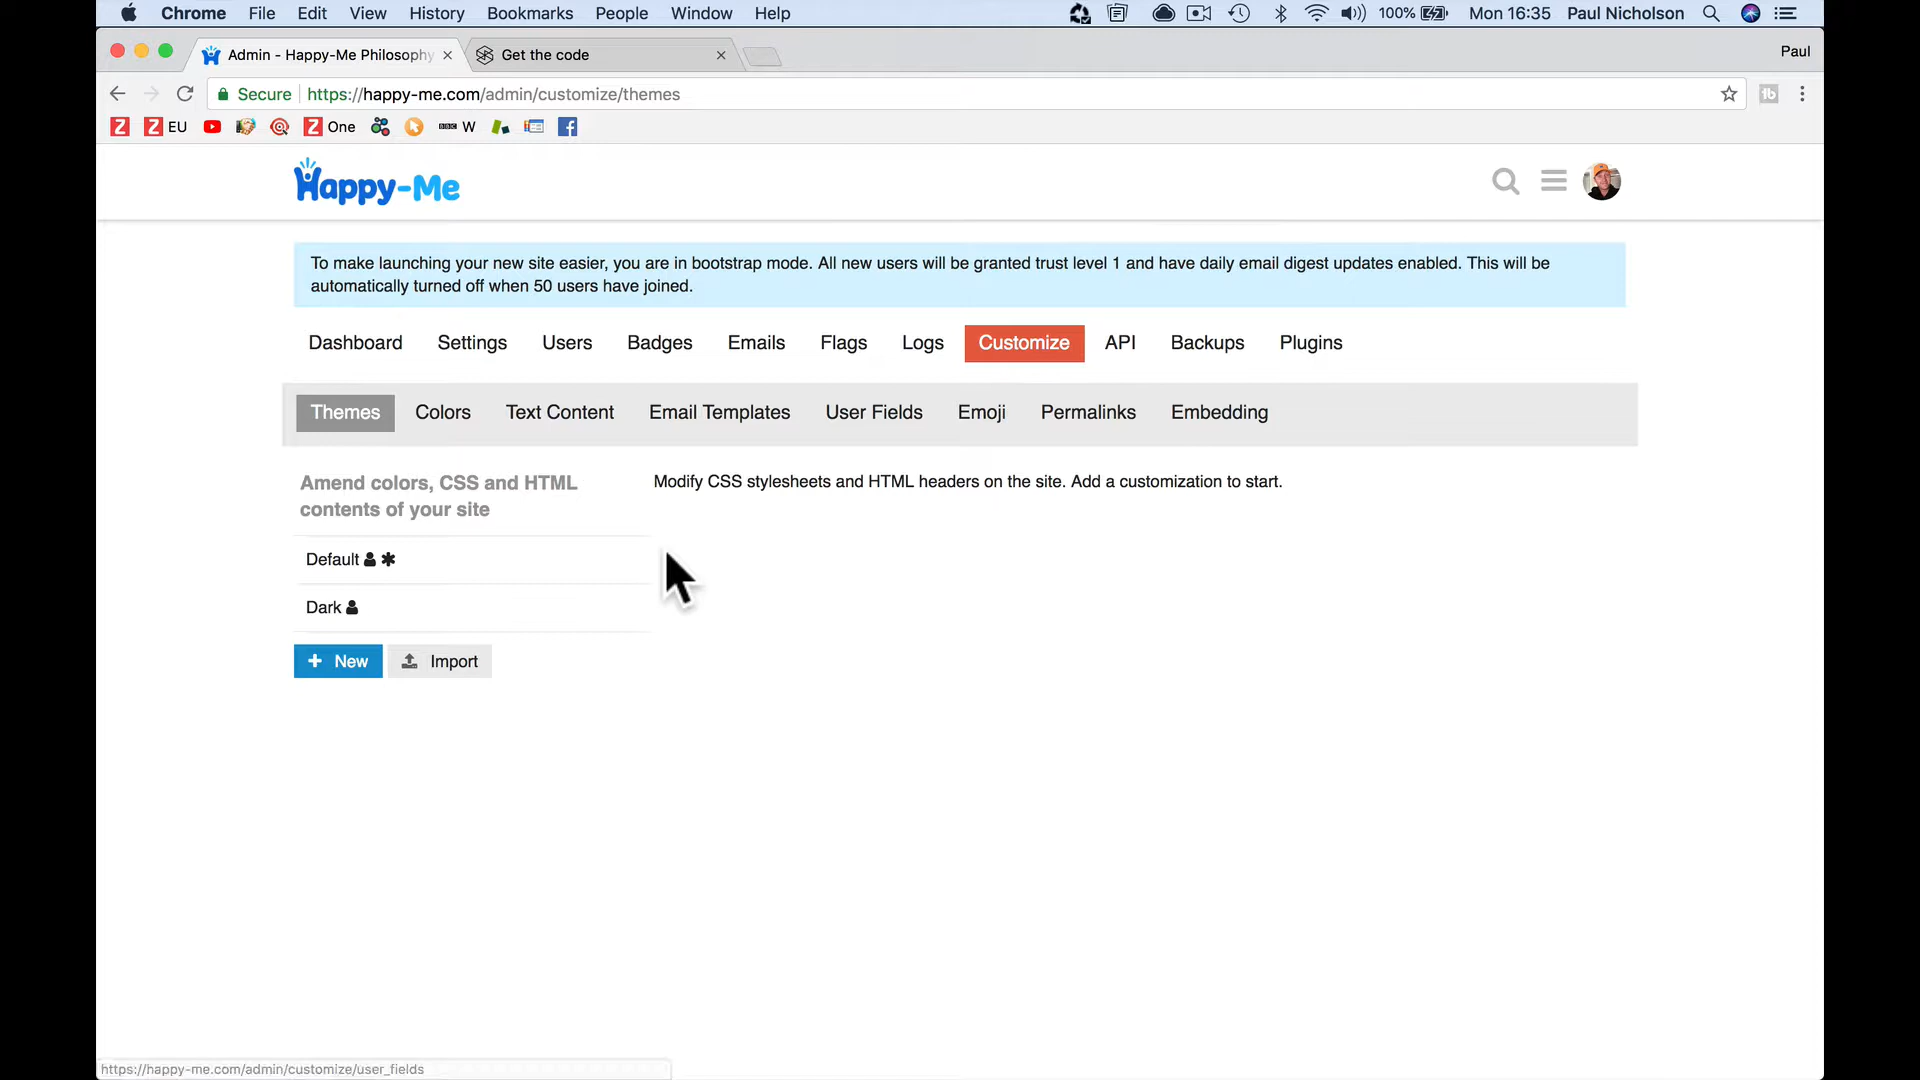 Chrome File Edit View History Bookmarks People Window Help 100% Mon 16:35 Paul Nicholson
Admin - Happy-Me Philosophy Get the code Paul
Secure https://happy-me.com/admin/customize/themes
Z Z EU Z One BBC W
Happy-Me
To make launching your new site easier, you are in bootstrap mode. All new users will be granted trust level 1 and have daily email digest updates enabled. This will be
automatically turned off when 50 users have joined.
Dashboard Settings Users Badges Emails Flags Logs Customize API Backups Plugins
Themes Colors Text Content Email Templates User Fields Emoji Permalinks Embedding
Amend colors, CSS and HTML
contents of your site
Modify CSS stylesheets and HTML headers on the site. Add a customization to start.
Default
Dark
+ New Import
https://happy-me.com/admin/customize/user_fields